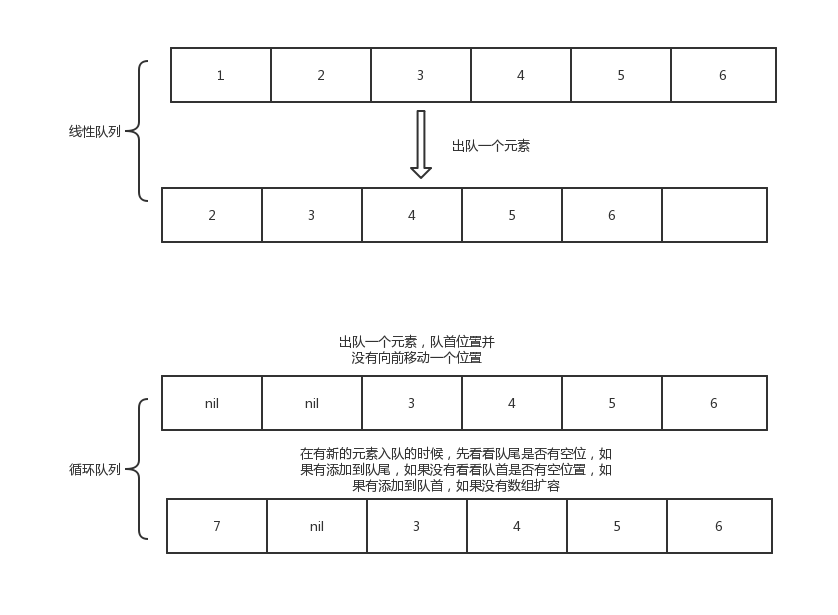 1 2 3 4 5 6
线性队列
出队一个元素
2 3 4 5 6
出队一个元素，队首位置并
没有向前移动一个位置
nil nil 3 4 5 6
循环队列
在有新的元素入队的时候，先看看队尾是否有空位，如
果有添加到队尾，如果没有看看队首是否有空位置，如
果有添加到队首，如果没有数组扩容
7 nil 3 4 5 6